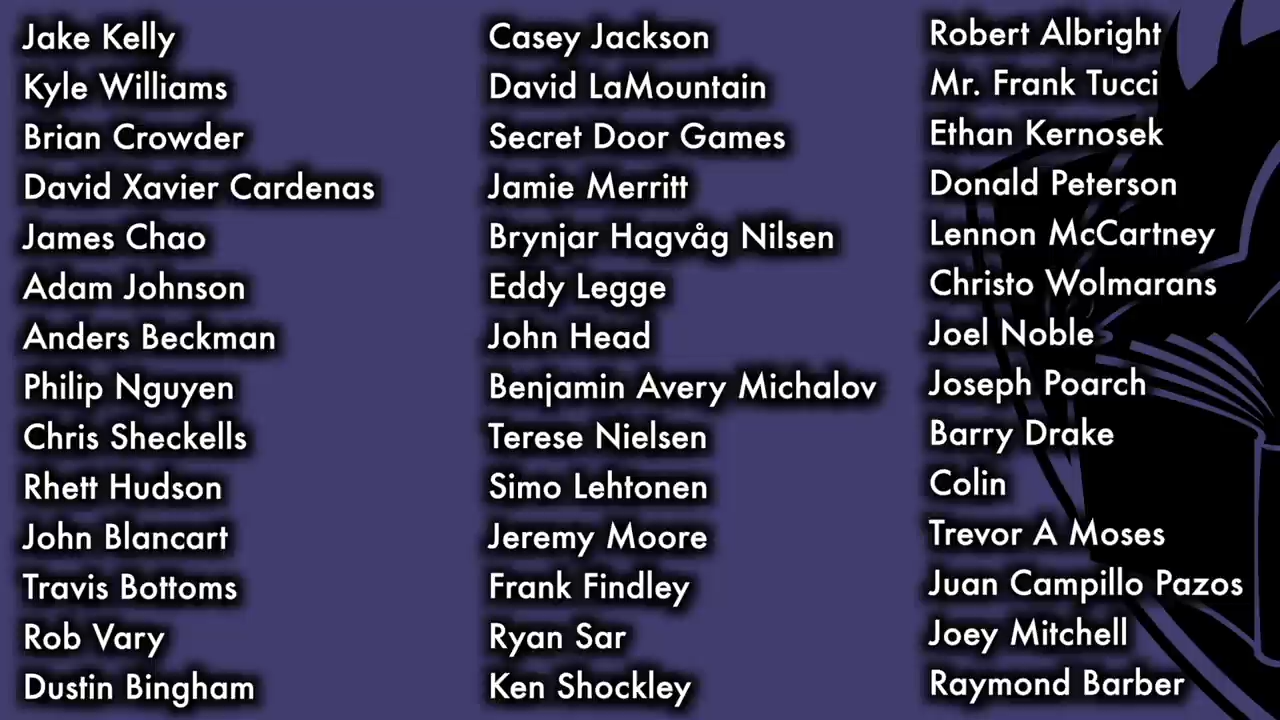 Jake Kelly
Kyle Williams
Brian Crowder
David Xavier Cardenas
James Chao
Adam Johnson
Anders Beckman
Philip Nguyen
Chris Sheckells
Rhett Hudson
John Blancart
Travis Bottoms
Rob Vary
Dustin Bingham
Casey Jackson
David LaMountain
Secret Door Games
Jamie Merritt
Brynjar Hagvåg Nilsen
Eddy Legge
John Head
Benjamin Avery Michalov
Terese Nielsen
Simo Lehtonen
Jeremy Moore
Frank Findley
Ryan Sar
Ken Shockley
Robert Albright
Mr. Frank Tucci
Ethan Kernosek
Donald Peterson
Lennon McCartney
Christo Wolmarans
Joel Noble
Joseph Poarch
Barry Drake
Colin
Trevor A Moses
Juan Campillo Pazos
Joey Mitchell
Raymond Barber